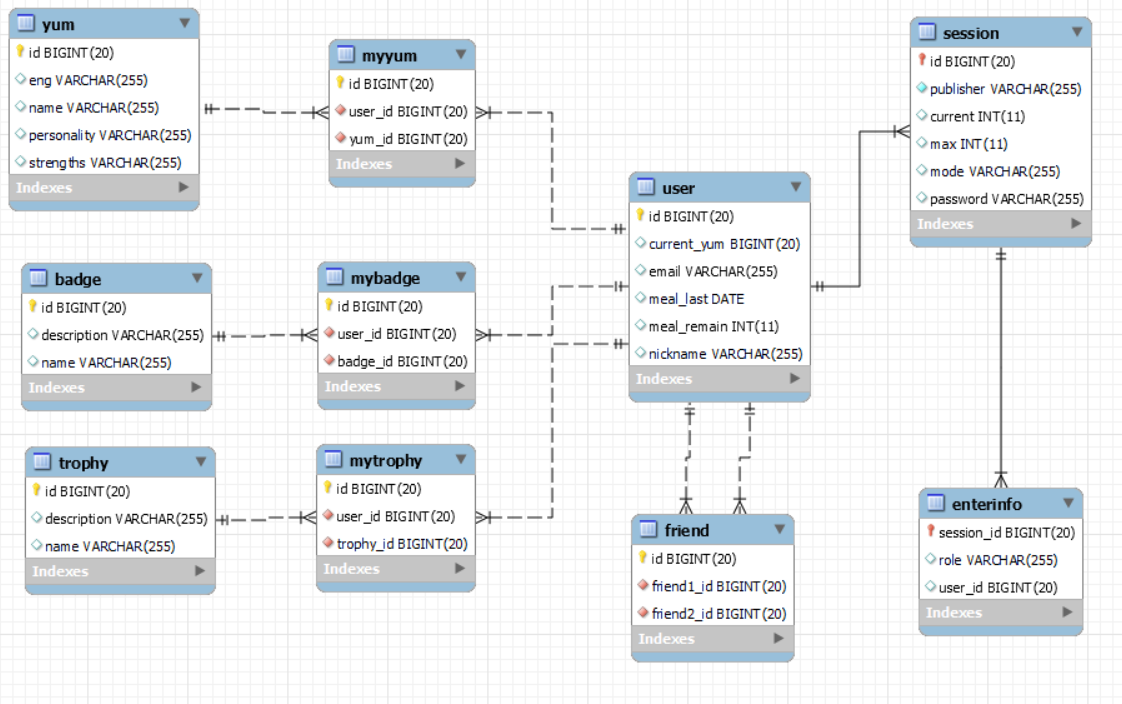 yum
id BIGINT(20)
eng VARCHAR(255)
name VARCHAR(255)
personality VARCHAR(255)
strengths VARCHAR(255)
Indexes
myyum
id BIGINT(20)
user_id BIGINT(20)
yum_id BIGINT(20)
Indexes
session
id BIGINT(20)
publisher VARCHAR(255)
current INT(11)
max INT(11)
mode VARCHAR(255)
password VARCHAR(255)
Indexes
user
id BIGINT(20)
current_yum BIGINT(20)
email VARCHAR(255)
meal_last DATE
meal_remain INT(11)
nickname VARCHAR(255)
Indexes
badge
id BIGINT(20)
description VARCHAR(255)
name VARCHAR(255)
Indexes
mybadge
id BIGINT(20)
user_id BIGINT(20)
badge_id BIGINT(20)
Indexes
trophy
id BIGINT(20)
description VARCHAR(255)
name VARCHAR(255)
Indexes
mytrophy
id BIGINT(20)
user_id BIGINT(20)
trophy_id BIGINT(20)
Indexes
friend
id BIGINT(20)
friend1_id BIGINT(20)
friend2_id BIGINT(20)
Indexes
enterinfo
session_id BIGINT(20)
role VARCHAR(255)
user_id BIGINT(20)
Indexes